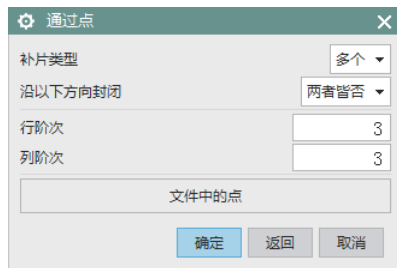 通过点
补片类型 多个
沿以下方向封闭 两者皆否
行阶次 3
列阶次 3
文件中的点
确定 返回 取消